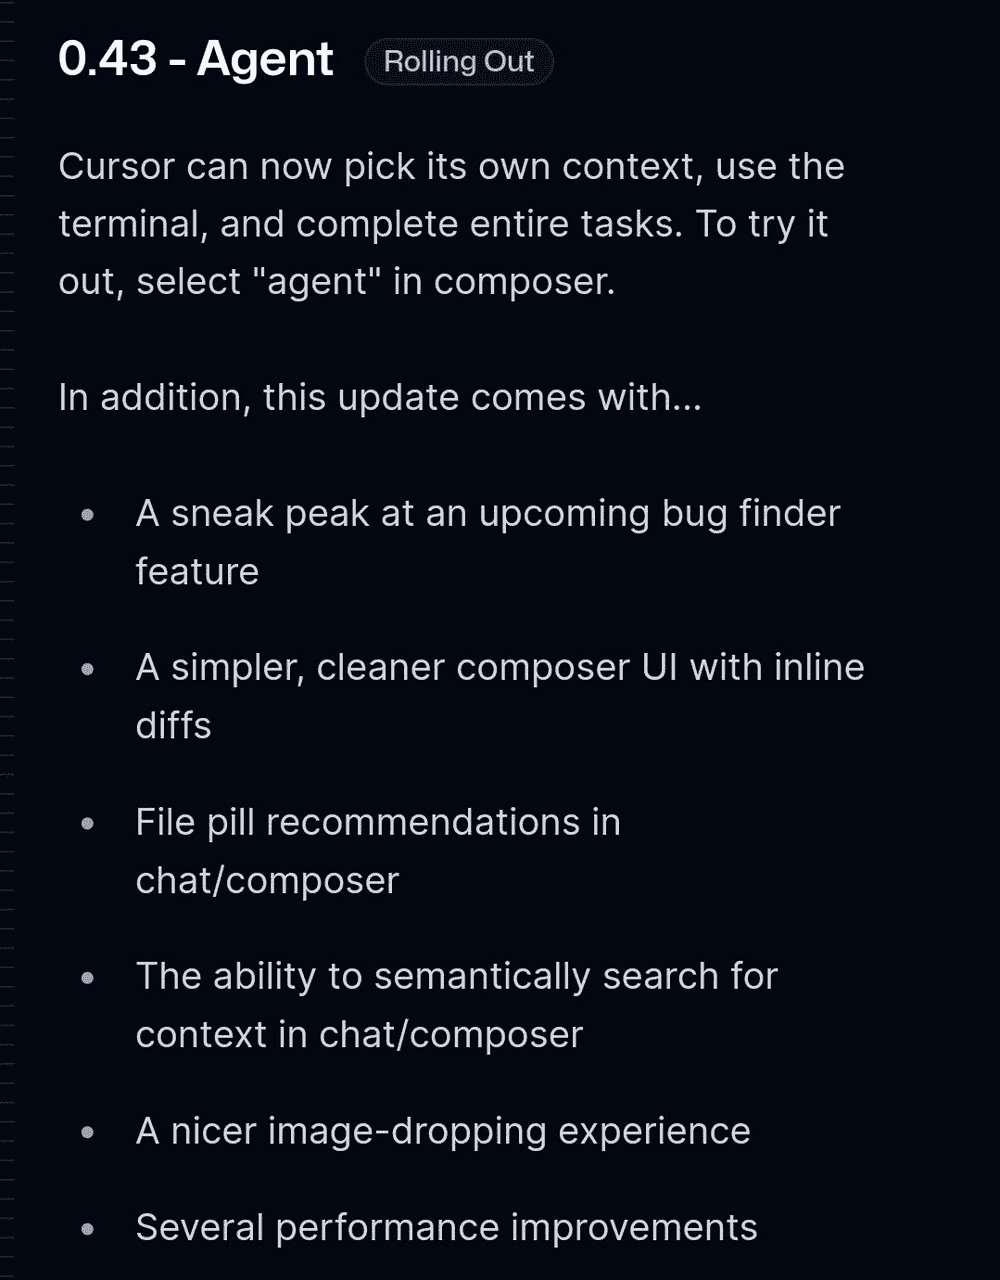 0.43 - Agent Rolling Out
Cursor can now pick its own context, use the
terminal, and complete entire tasks. To try it
out, select "agent" in composer.
In addition, this update comes with...
• A sneak peak at an upcoming bug finder
feature
• A simpler, cleaner composer UI with inline
diffs
• File pill recommendations in
chat/composer
• The ability to semantically search for
context in chat/composer
• A nicer image-dropping experience
• Several performance improvements